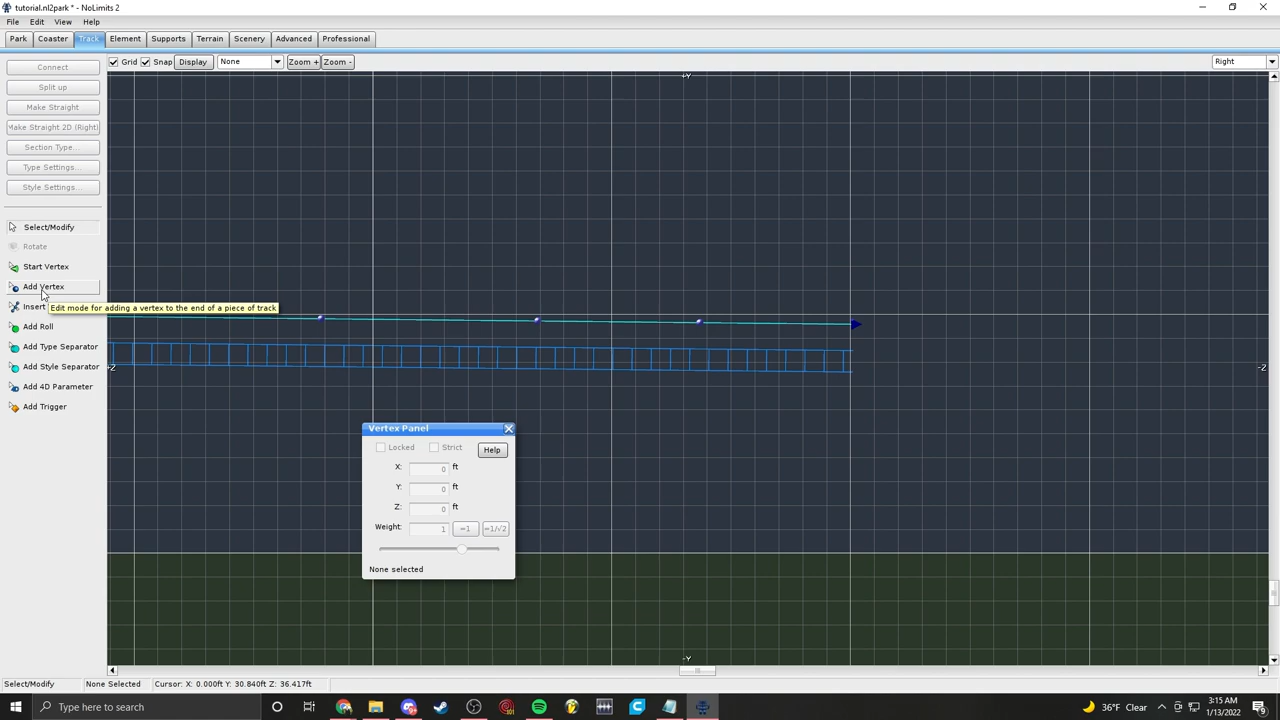 tutorial.nl2park * - NoLimits 2
File Edit View Help
Park Coaster Track Element Supports Terrain Scenery Advanced Professional
Grid Snap Display None Zoom + Zoom - Right
Connect
Split up
Make Straight
Make Straight 2D (Right)
Section Type...
Type Settings...
Style Settings...
Select/Modify
Rotate
Start Vertex
Add Vertex
Insert
Edit mode for adding a vertex to the end of a piece of track
Add Roll
Add Type Separator
Add Style Separator
Add 4D Parameter
Add Trigger
+Y
+Z
-Z
-Y
Vertex Panel
Locked Strict Help
X: 0 ft
Y: 0 ft
Z: 0 ft
Weight: 1 =1 =1/√2
None selected
Select/Modify None Selected Cursor: X: 0.000ft Y: 30.840ft Z: 36.417ft
Type here to search
36°F Clear
3:15 AM
1/13/2022